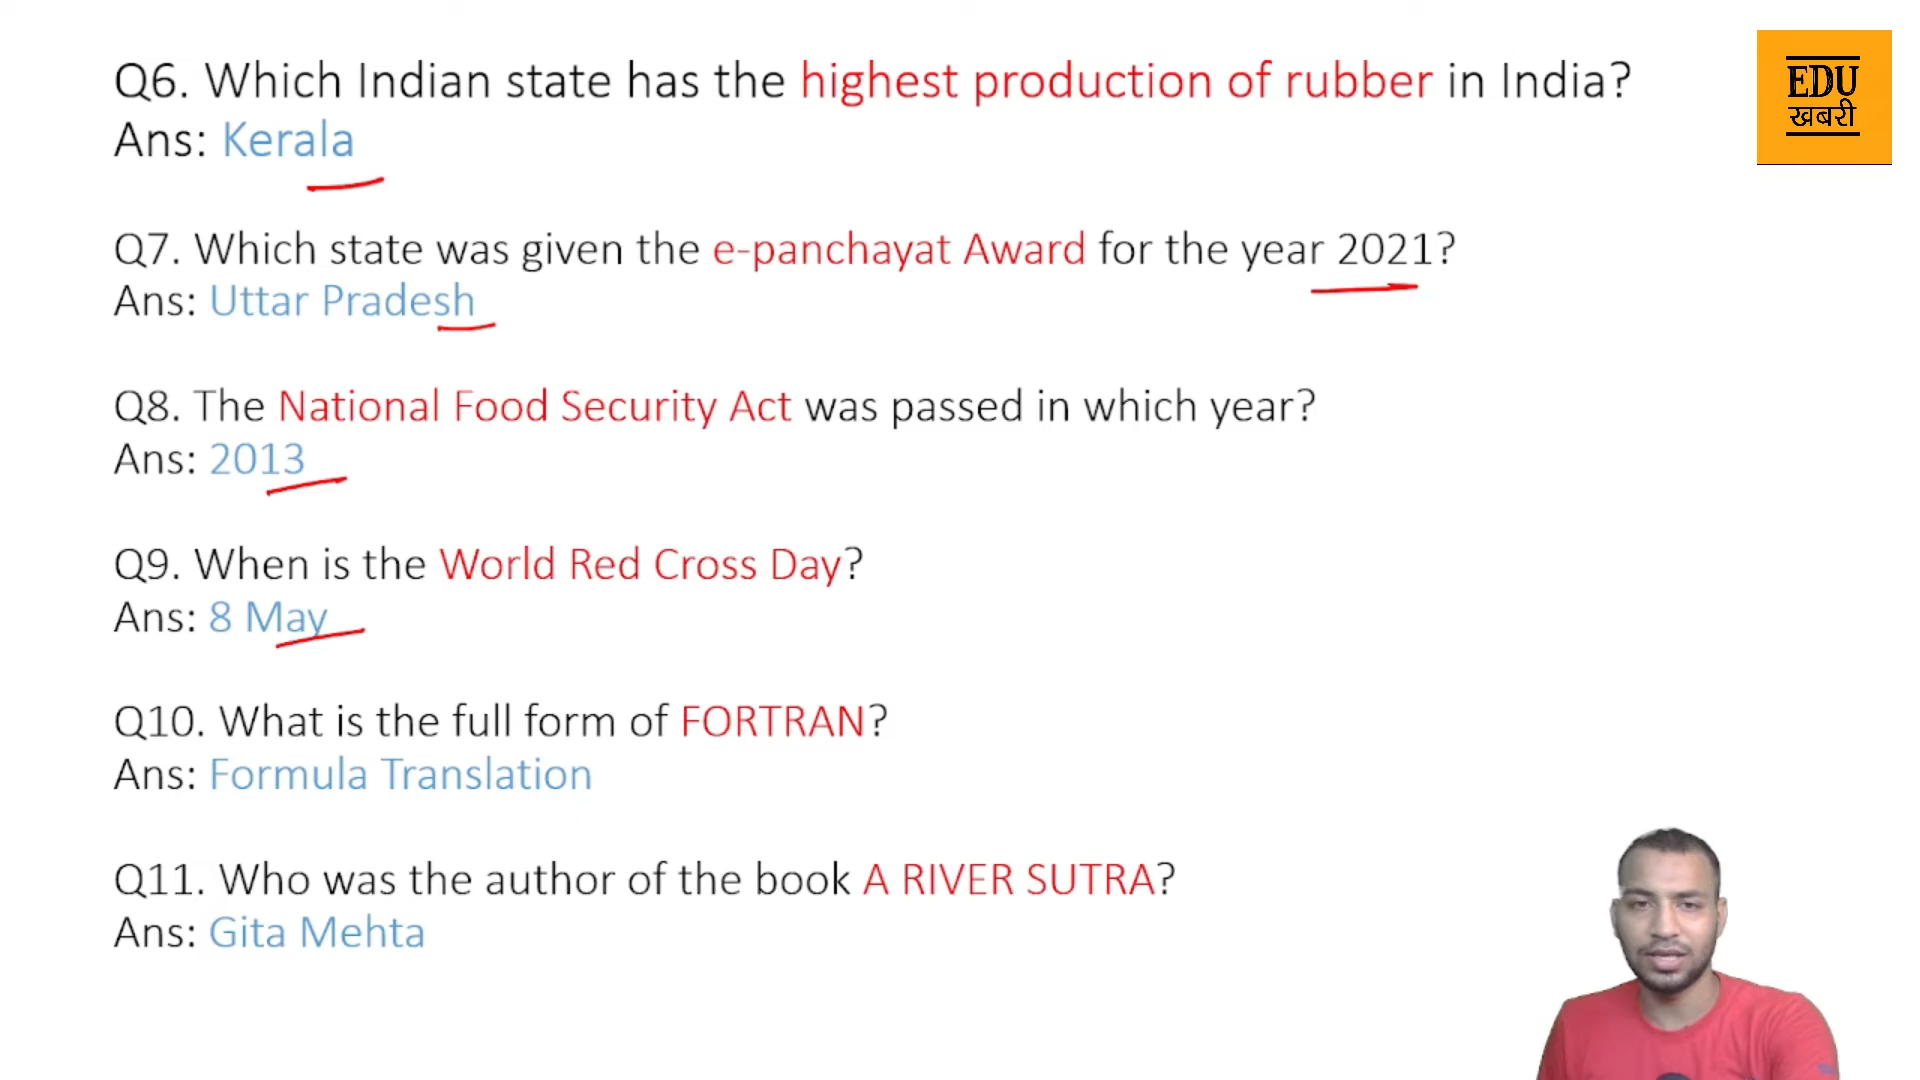 Q6. Which Indian state has the highest production of rubber in India?
Ans: Kerala
Q7. Which state was given the e-panchayat Award for the year 2021?
Ans: Uttar Pradesh
Q8. The National Food Security Act was passed in which year?
Ans: 2013
Q9. When is the World Red Cross Day?
Ans: 8 May
Q10. What is the full form of FORTRAN?
Ans: Formula Translation
Q11. Who was the author of the book A RIVER SUTRA?
Ans: Gita Mehta
EDU
खबरी